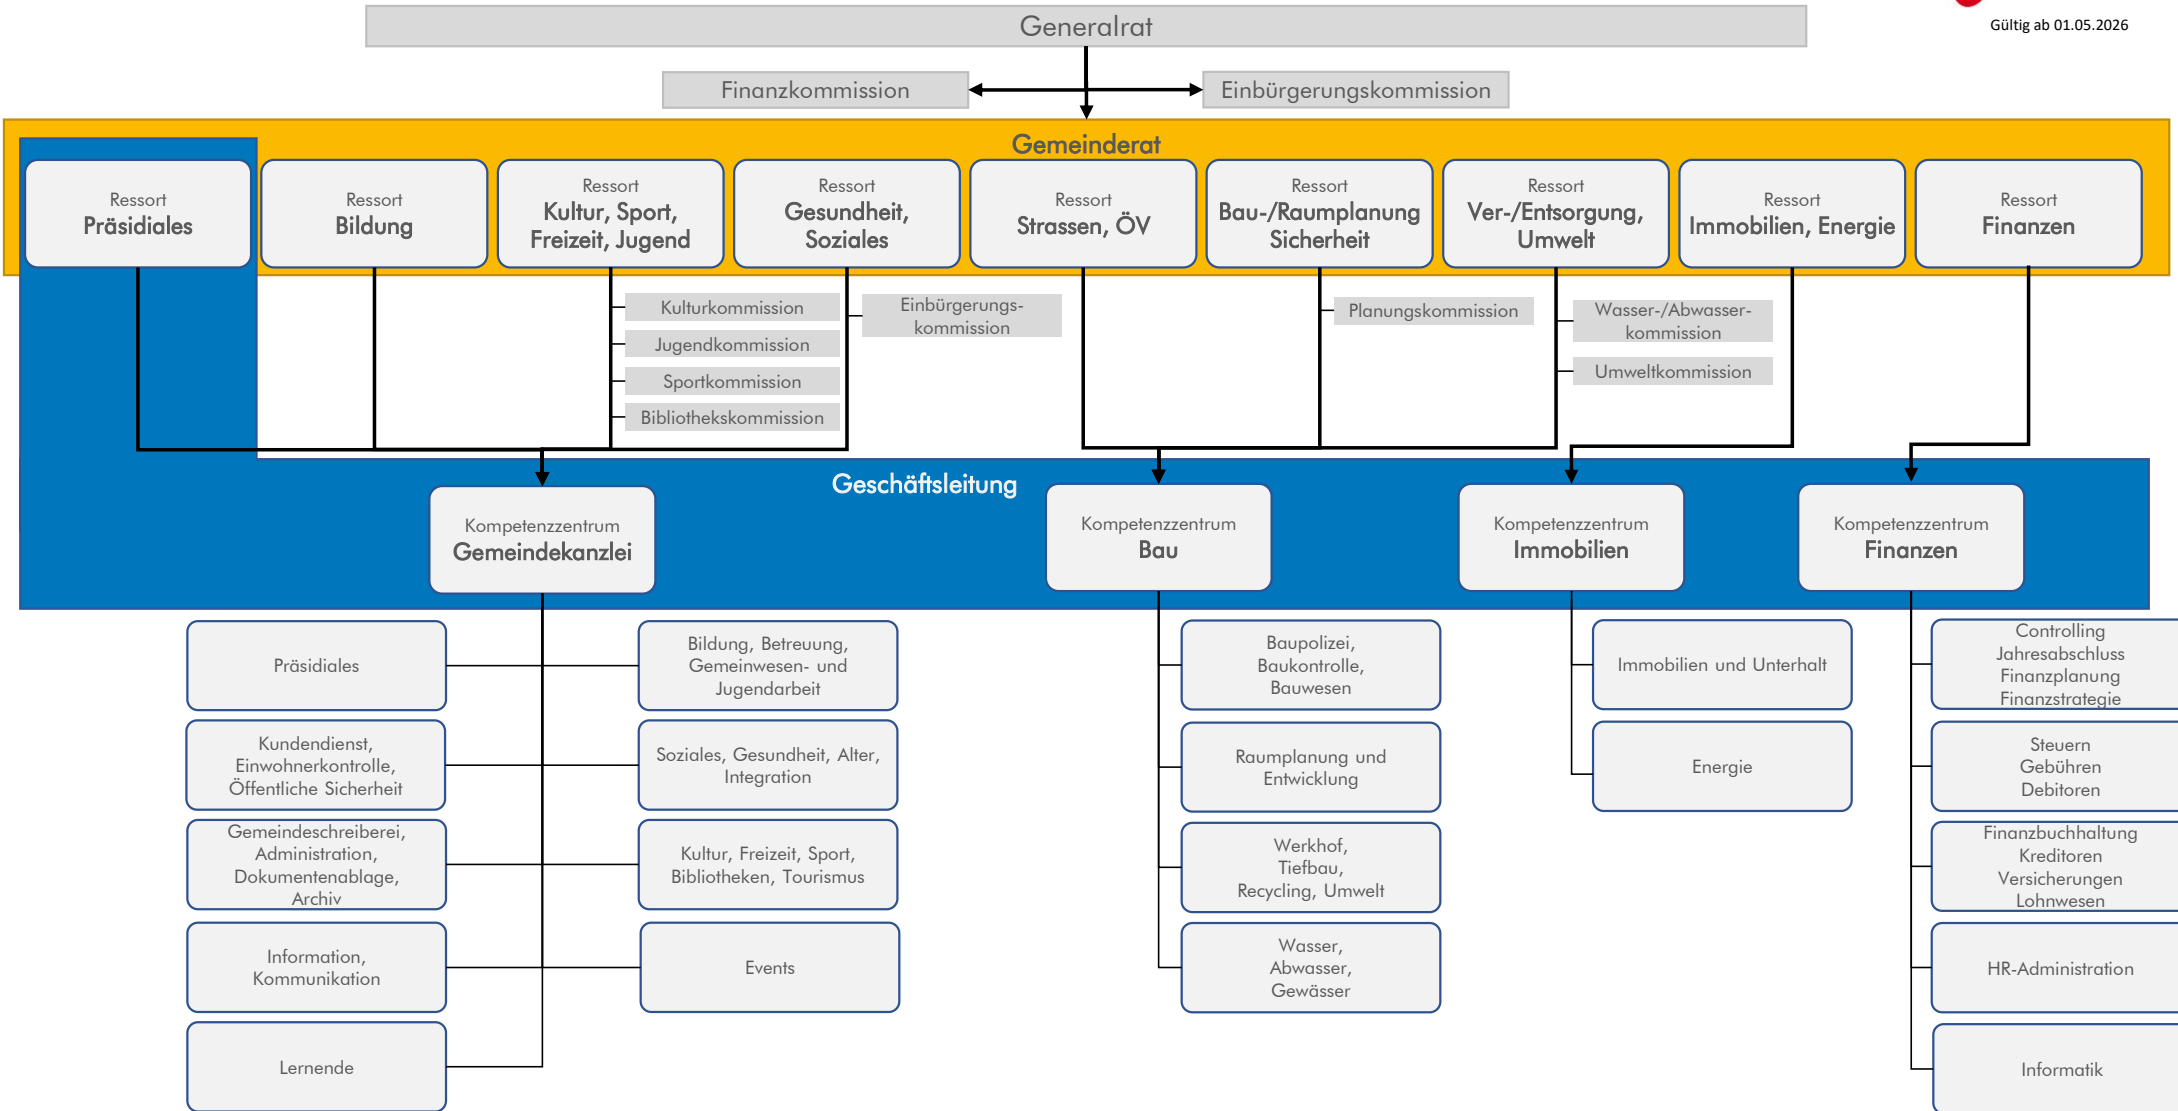 Generalrat
Gültig ab 01.05.2026
Finanzkommission
Einbürgerungskommission
Gemeinderat
Ressort
Präsidiales
Ressort
Bildung
Ressort
Kultur, Sport,
Freizeit, Jugend
Ressort
Gesundheit,
Soziales
Ressort
Strassen, ÖV
Ressort
Bau-/Raumplanung
Sicherheit
Ressort
Ver-/Entsorgung,
Umwelt
Ressort
Immobilien, Energie
Ressort
Finanzen
Kulturkommission
Jugendkommission
Sportkommission
Bibliothekskommission
Einbürgerungs-
kommission
Planungskommission
Wasser-/Abwasser-
kommission
Umweltkommission
Geschäftsleitung
Kompetenzzentrum
Gemeindekanzlei
Kompetenzzentrum
Bau
Kompetenzzentrum
Immobilien
Kompetenzzentrum
Finanzen
Präsidiales
Kundendienst,
Einwohnerkontrolle,
Öffentliche Sicherheit
Gemeindeschreiberei,
Administration,
Dokumentenablage,
Archiv
Information,
Kommunikation
Lernende
Bildung, Betreuung,
Gemeinwesen- und
Jugendarbeit
Soziales, Gesundheit, Alter,
Integration
Kultur, Freizeit, Sport,
Bibliotheken, Tourismus
Events
Baupolizei,
Baukontrolle,
Bauwesen
Raumplanung und
Entwicklung
Werkhof,
Tiefbau,
Recycling, Umwelt
Wasser,
Abwasser,
Gewässer
Immobilien und Unterhalt
Energie
Controlling
Jahresabschluss
Finanzplanung
Finanzstrategie
Steuern
Gebühren
Debitoren
Finanzbuchhaltung
Kreditoren
Versicherungen
Lohnwesen
HR-Administration
Informatik